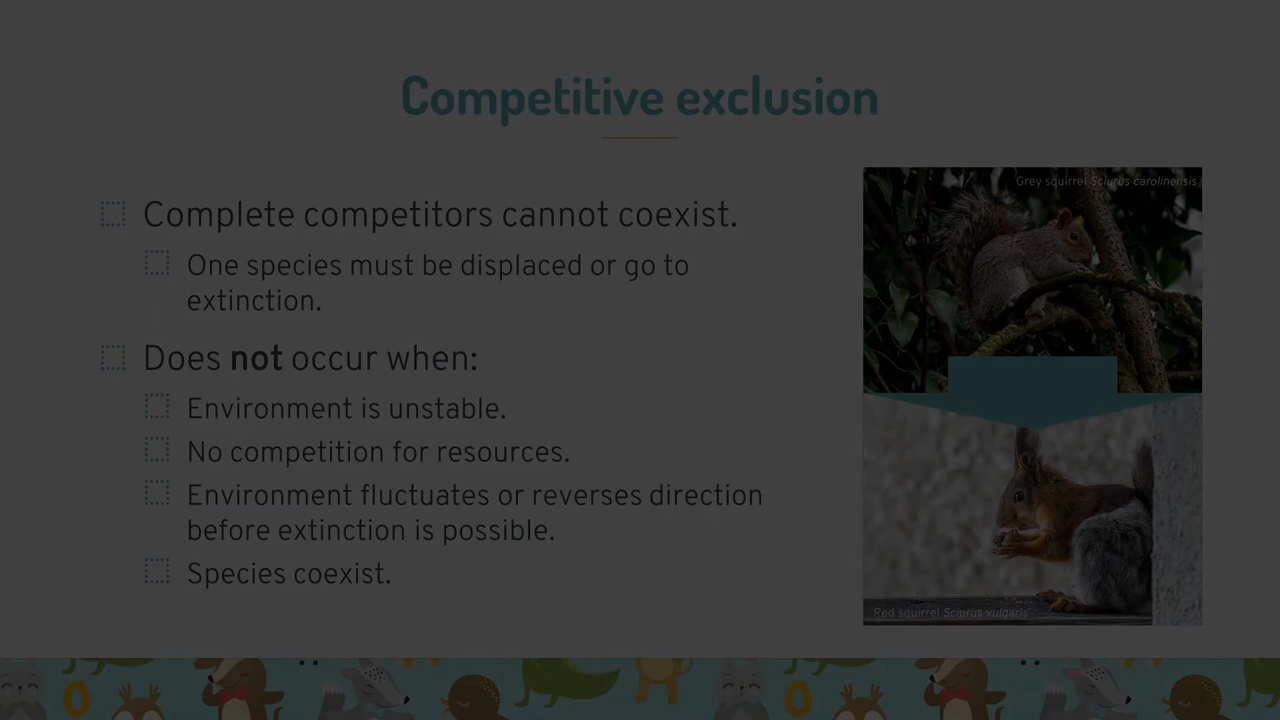 Competitive exclusion
Complete competitors cannot coexist.
One species must be displaced or go to
extinction.
Does not occur when:
Environment is unstable.
No competition for resources.
Environment fluctuates or reverses direction
before extinction is possible.
Species coexist.
Grey squirrel Sciurus carolinensis
Red squirrel Sciurus vulgaris